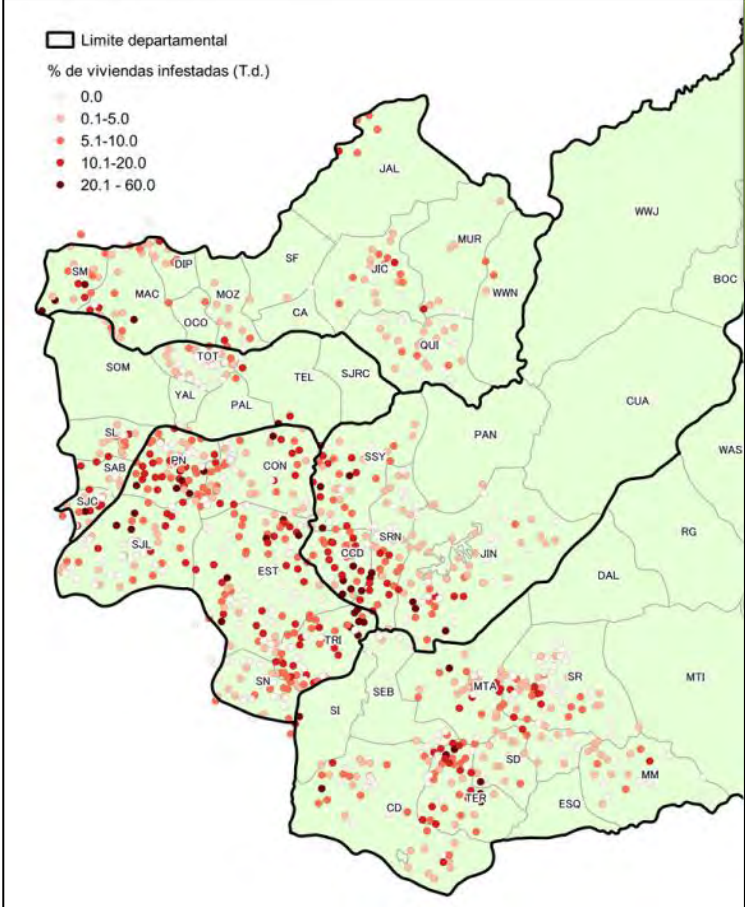 Limite departamental
% de viviendas infestadas (T.d.)
0.0
0.1-5.0
5.1-10.0
10.1-20.0
20.1 - 60.0
JAL
WWJ
MUR
SF
DIP
JIC
SM
BOC
MAC
MOZ
WWN
CA
OCO
QUI
TOT
SOM
SJRC
TEL
YAL
PAL
CUA
SL
PAN
WAS
SSY
PN
CON
SAB
SJC
RG
SRN
SJL
CCD
JIN
EST
DAL
TRI
SR
MTI
SN
MTA
SEB
SI
SD
MM
TER
ESQ
CD